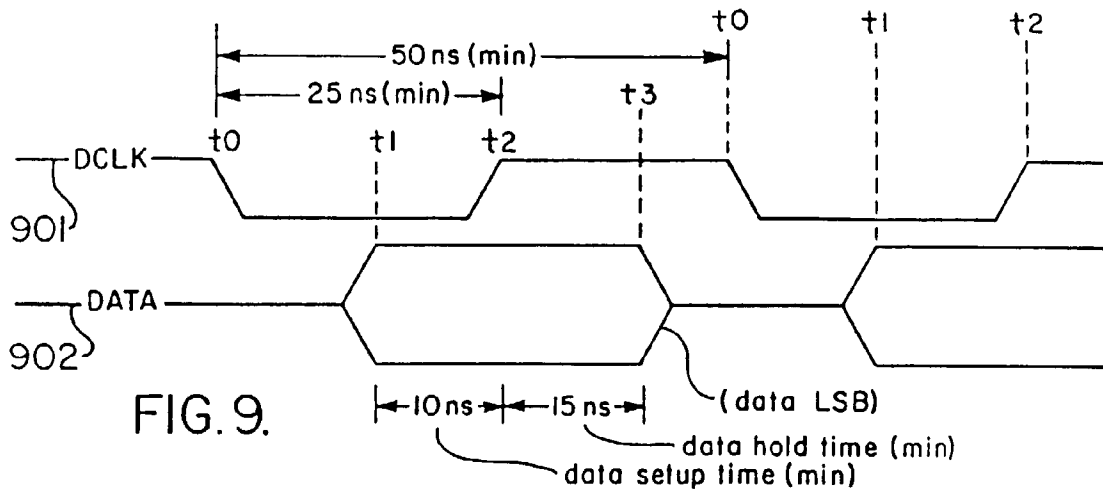 t0 t1 t2
50 ns (min)
25 ns (min) t3
t0 t1 t2
DCLK
901
DATA
902
10 ns 15 ns (data LSB)
FIG. 9.
data hold time (min)
data setup time (min)